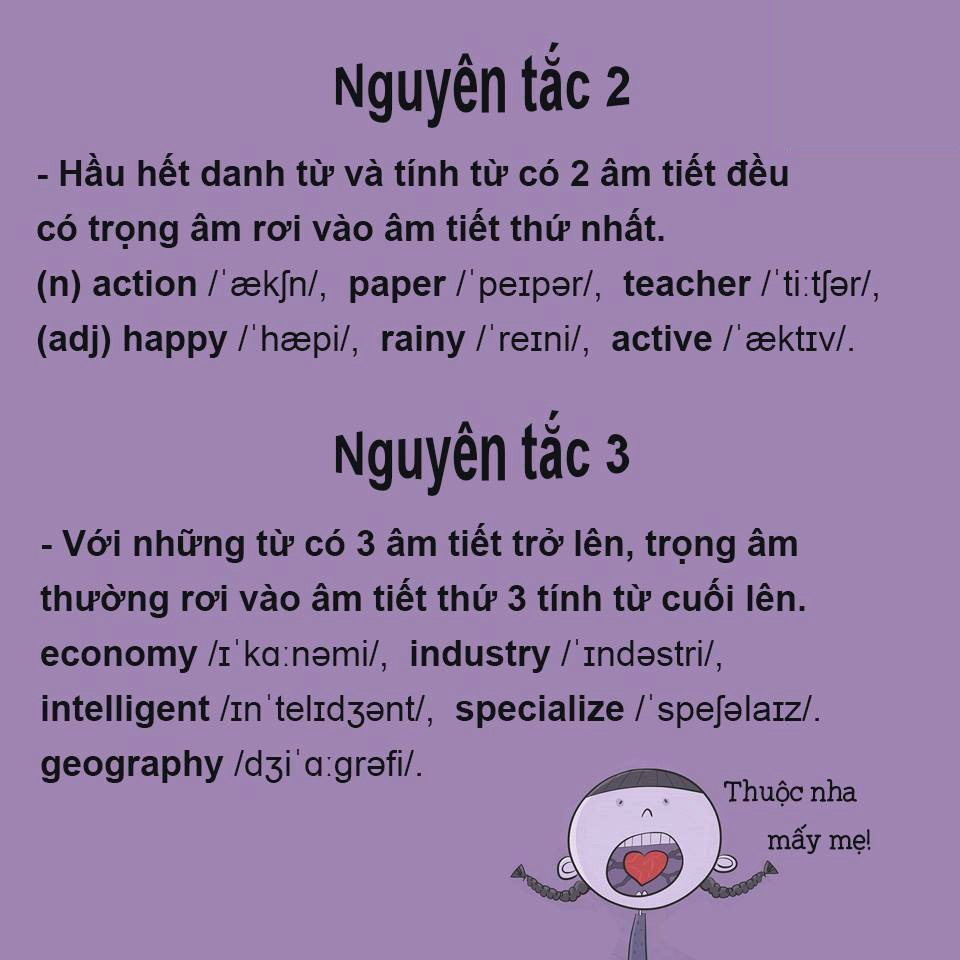 Nguyên tắc 2
- Hầu hết danh từ và tính từ có 2 âm tiết đều
có trọng âm rơi vào âm tiết thứ nhất.
(n) action /ˈækʃn/, paper /ˈpeɪpər/, teacher /ˈtiːtʃər/,
(adj) happy /ˈhæpi/, rainy /ˈreɪni/, active /ˈæktɪv/.
Nguyên tắc 3
- Với những từ có 3 âm tiết trở lên, trọng âm
thường rơi vào âm tiết thứ 3 tính từ cuối lên.
economy /ɪˈkɑːnəmi/, industry /ˈɪndəstri/,
intelligent /ɪnˈtelɪdʒənt/, specialize /ˈspeʃəlaɪz/.
geography /dʒiˈɑːgrəfi/.
Thuộc nha
mấy mẹ!